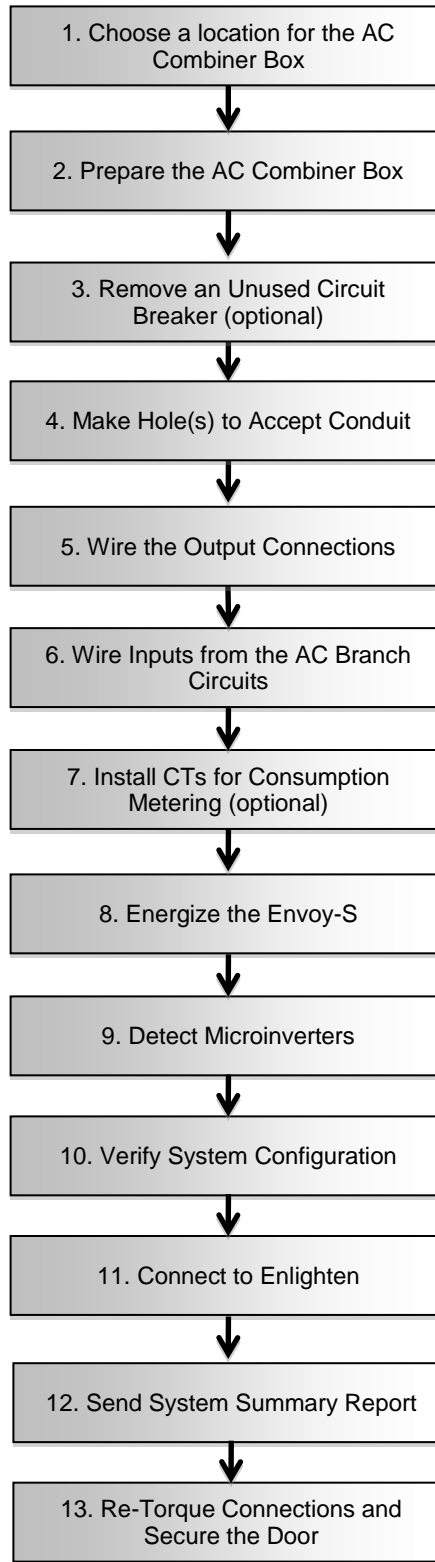 1. Choose a location for the AC
Combiner Box
2. Prepare the AC Combiner Box
3. Remove an Unused Circuit
Breaker (optional)
4. Make Hole(s) to Accept Conduit
5. Wire the Output Connections
6. Wire Inputs from the AC Branch
Circuits
7. Install CTs for Consumption
Metering (optional)
8. Energize the Envoy-S
9. Detect Microinverters
10. Verify System Configuration
11. Connect to Enlighten
12. Send System Summary Report
13. Re-Torque Connections and
Secure the Door